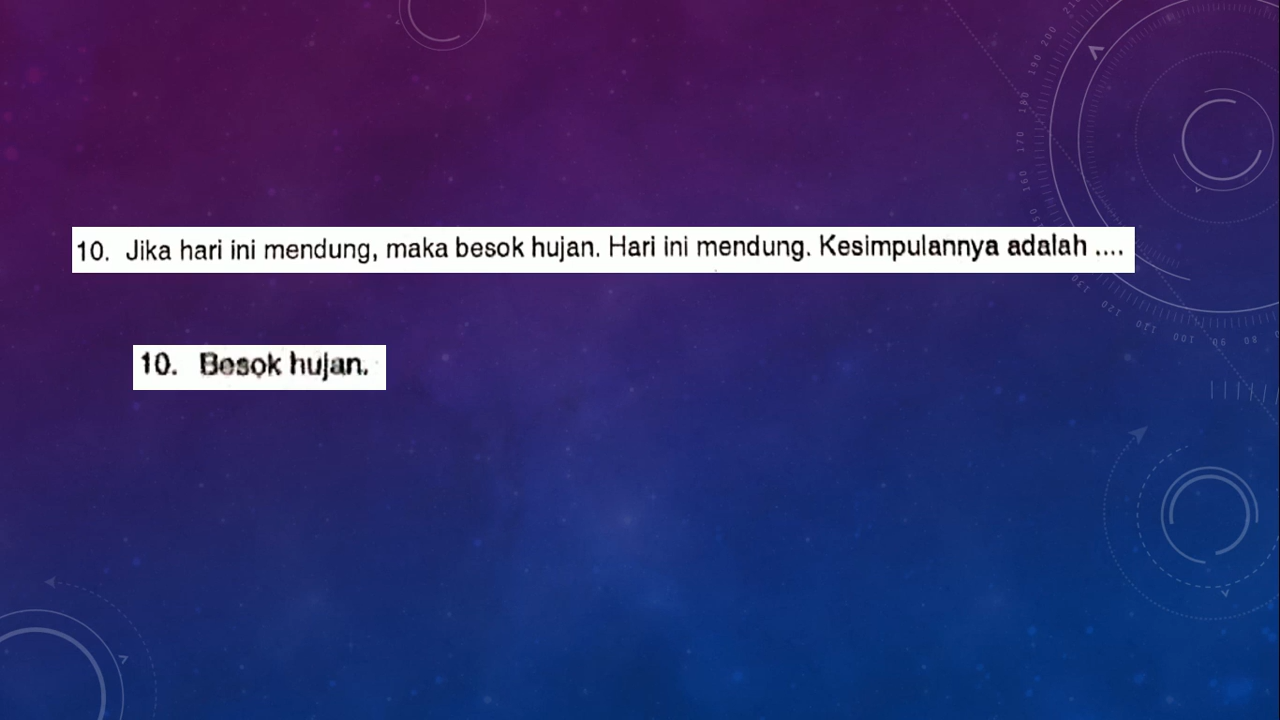 10. Jika hari ini mendung, maka besok hujan. Hari ini mendung. Kesimpulannya adalah ....
10. Besok hujan.